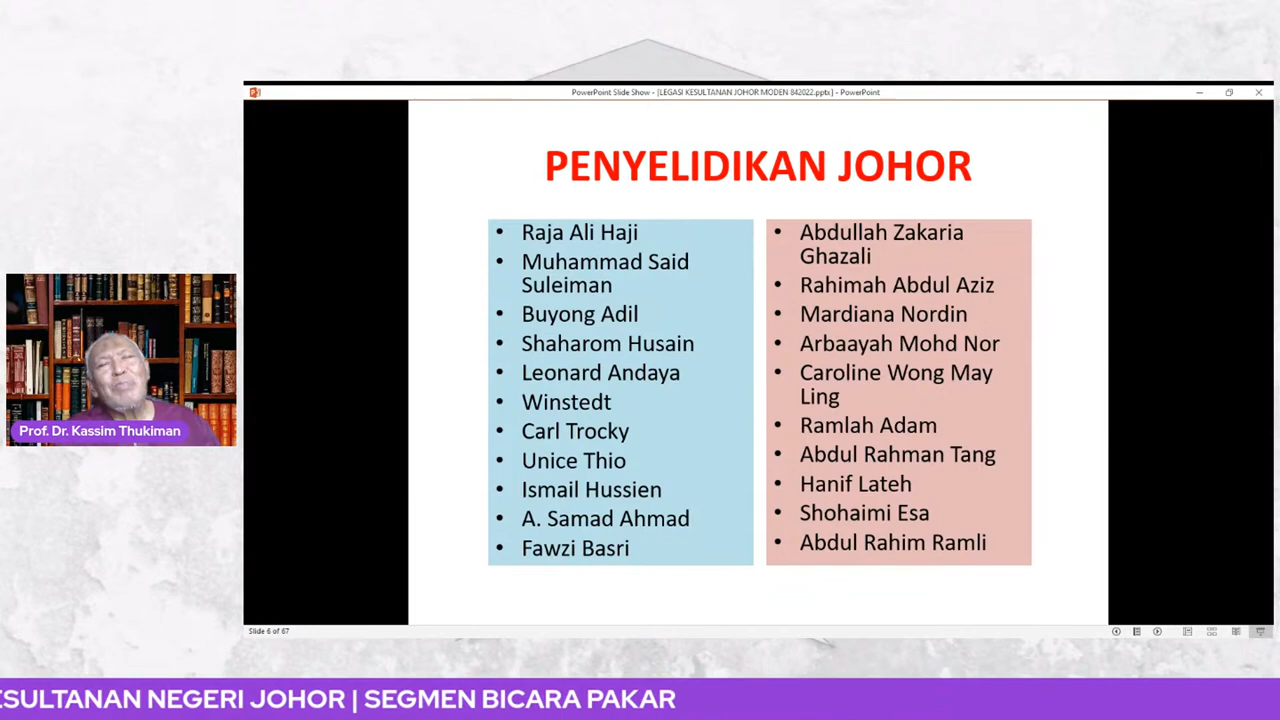 PowerPoint Slide Show - [LEGASI KESULTANAN JOHOR MODEN 842022.pptx] - PowerPoint
PENYELIDIKAN JOHOR
• Raja Ali Haji
• Muhammad Said
Suleiman
• Buyong Adil
• Shaharom Husain
• Leonard Andaya
• Winstedt
• Carl Trocky
• Unice Thio
• Ismail Hussien
• A. Samad Ahmad
• Fawzi Basri
• Abdullah Zakaria
Ghazali
• Rahimah Abdul Aziz
• Mardiana Nordin
• Arbaayah Mohd Nor
• Caroline Wong May
Ling
• Ramlah Adam
• Abdul Rahman Tang
• Hanif Lateh
• Shohaimi Esa
• Abdul Rahim Ramli
Prof. Dr. Kassim Thukiman
Slide 6 of 67
ESULTANAN NEGERI JOHOR | SEGMEN BICARA PAKAR